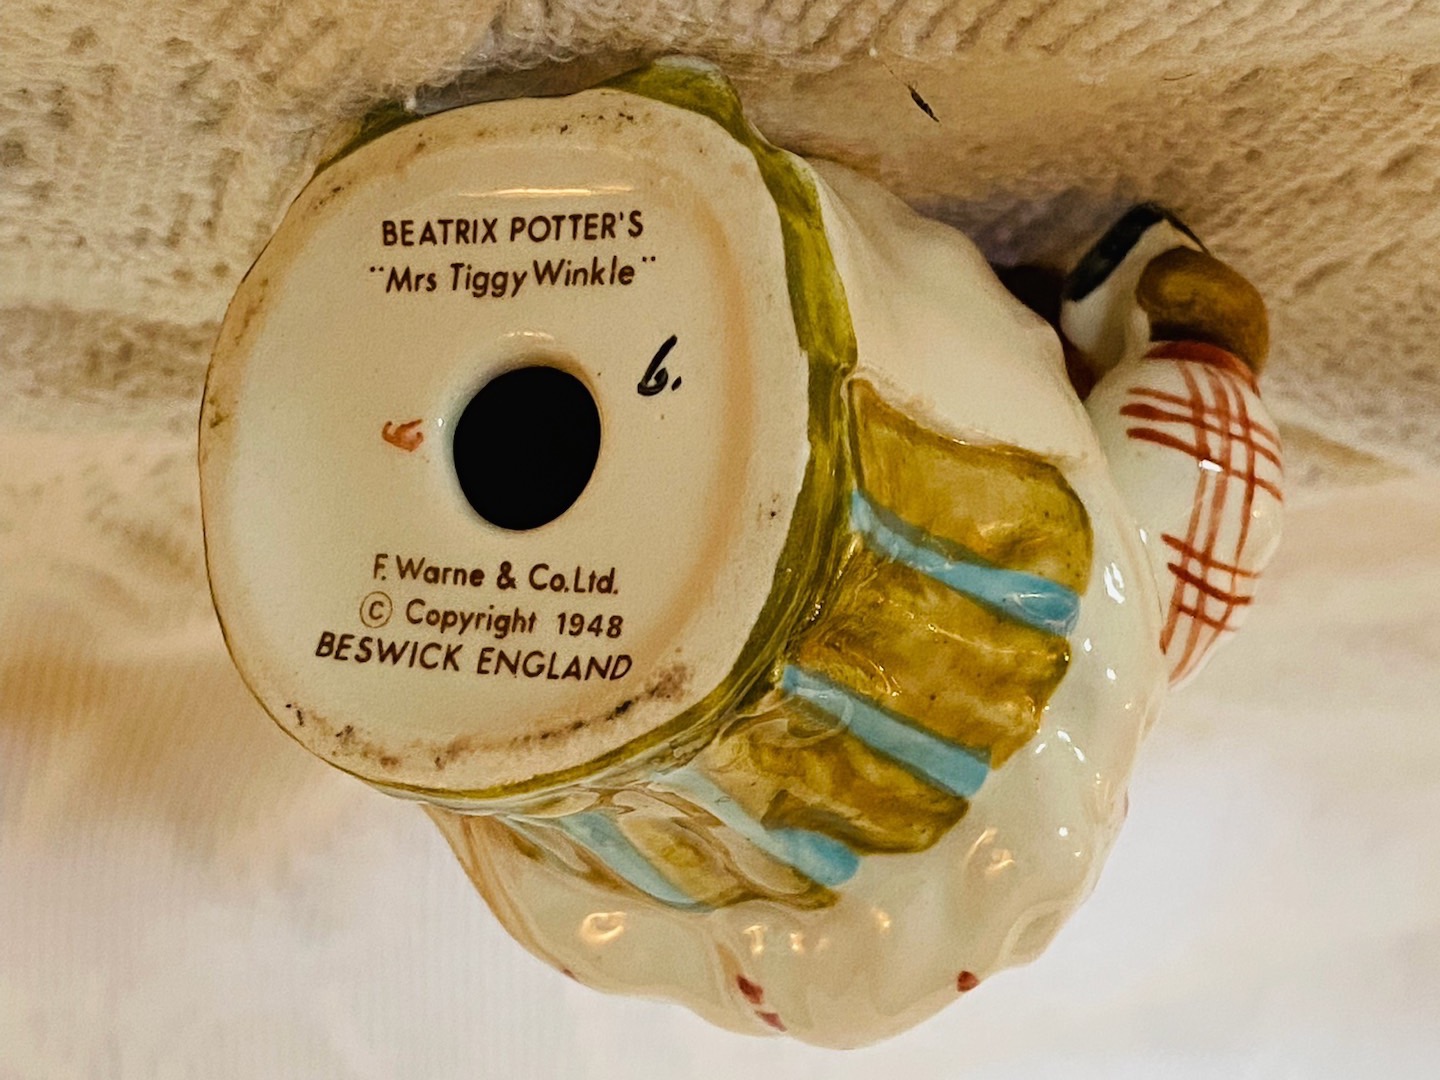 BEATRIX POTTER'S
"Mrs Tiggy Winkle"
6.
F. Warne & Co. Ltd.
© Copyright 1948
BESWICK ENGLAND